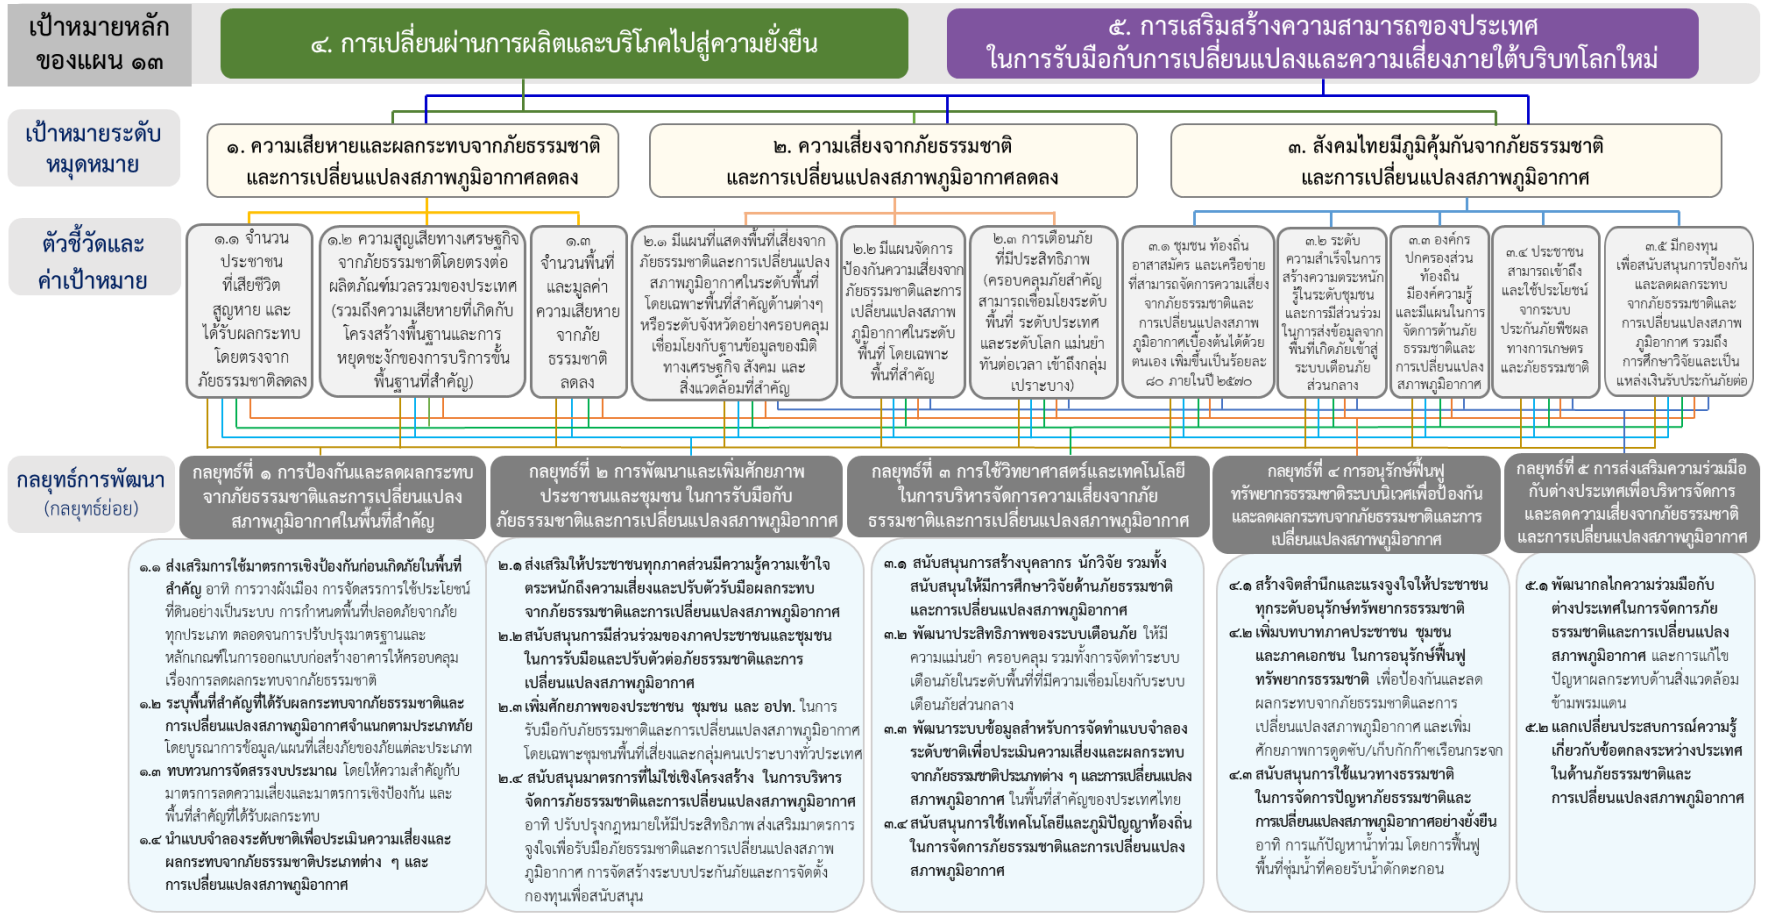 เป้าหมายหลัก
ของแผน ๑๓
๔. การเปลี่ยนผ่านการผลิตและบริโภคไปสู่ความยั่งยืน
๕. การเสริมสร้างความสามารถของประเทศ
ในการรับมือกับการเปลี่ยนแปลงและความเสี่ยงภายใต้บริบทโลกใหม่
เป้าหมายระดับ
หมุดหมาย
๑. ความเสียหายและผลกระทบจากภัยธรรมชาติ
และการเปลี่ยนแปลงสภาพภูมิอากาศลดลง
๒. ความเสี่ยงจากภัยธรรมชาติ
และการเปลี่ยนแปลงสภาพภูมิอากาศลดลง
๓. สังคมไทยมีภูมิคุ้มกันจากภัยธรรมชาติ
และการเปลี่ยนแปลงสภาพภูมิอากาศ
ตัวชี้วัดและ
ค่าเป้าหมาย
๑.๑ จำนวน
ประชาชน
ที่เสียชีวิต
สูญหาย และ
ได้รับผลกระทบ
โดยตรงจาก
ภัยธรรมชาติลดลง
๑.๒ ความสูญเสียทางเศรษฐกิจ
จากภัยธรรมชาติโดยตรงต่อ
ผลิตภัณฑ์มวลรวมของประเทศ
(รวมถึงความเสียหายที่เกิดกับ
โครงสร้างพื้นฐานและการ
หยุดชะงักของการบริการขั้น
พื้นฐานที่สำคัญ)
๑.๓
จำนวนพื้นที่
และมูลค่า
ความเสียหาย
จากภัย
ธรรมชาติ
ลดลง
๒.๑ มีแผนที่แสดงพื้นที่เสี่ยงจาก
ภัยธรรมชาติและการเปลี่ยนแปลง
สภาพภูมิอากาศในระดับพื้นที่
โดยเฉพาะพื้นที่สำคัญด้านต่างๆ
หรือระดับจังหวัดอย่างครอบคลุม
เชื่อมโยงกับฐานข้อมูลของมิติ
ทางเศรษฐกิจ สังคม และ
สิ่งแวดล้อมที่สำคัญ
๒.๒ มีแผนจัดการ
ป้องกันความเสี่ยงจาก
ภัยธรรมชาติและการ
เปลี่ยนแปลงสภาพ
ภูมิอากาศในระดับ
พื้นที่ โดยเฉพาะ
พื้นที่สำคัญ
๒.๓ การเตือนภัย
ที่มีประสิทธิภาพ
(ครอบคลุมภัยสำคัญ
สามารถเชื่อมโยงระดับ
พื้นที่ ระดับประเทศ
และระดับโลก แม่นยำ
ทันต่อเวลา เข้าถึงกลุ่ม
เปราะบาง)
๓.๑ ชุมชน ท้องถิ่น
อาสาสมัคร และเครือข่าย
ที่สามารถจัดการความเสี่ยง
จากภัยธรรมชาติและ
การเปลี่ยนแปลงสภาพ
ภูมิอากาศเบื้องต้นได้ด้วย
ตนเอง เพิ่มขึ้นเป็นร้อยละ
๘๐ ภายในปี ๒๕๗๐
๓.๒ ระดับ
ความสำเร็จในการ
สร้างความตระหนัก
รู้ในระดับชุมชน
และการมีส่วนร่วม
ในการส่งข้อมูลจาก
พื้นที่เกิดภัยเข้าสู่
ระบบเตือนภัย
ส่วนกลาง
๓.๓ องค์กร
ปกครองส่วน
ท้องถิ่น
มีองค์ความรู้
และมีแผนในการ
จัดการด้านภัย
ธรรมชาติและ
การเปลี่ยนแปลง
สภาพภูมิอากาศ
๓.๔ ประชาชน
สามารถเข้าถึง
และใช้ประโยชน์
จากระบบ
ประกันภัยพืชผล
ทางการเกษตร
และภัยธรรมชาติ
๓.๕ มีกองทุน
เพื่อสนับสนุนการป้องกัน
และลดผลกระทบ
จากภัยธรรมชาติและ
การเปลี่ยนแปลงสภาพ
ภูมิอากาศ รวมถึง
การศึกษาวิจัยและเป็น
แหล่งเงินรับประกันภัยต่อ
กลยุทธ์การพัฒนา
(กลยุทธ์ย่อย)
กลยุทธ์ที่ ๑ การป้องกันและลดผลกระทบ
จากภัยธรรมชาติและการเปลี่ยนแปลง
สภาพภูมิอากาศในพื้นที่สำคัญ
กลยุทธ์ที่ ๒ การพัฒนาและเพิ่มศักยภาพ
ประชาชนและชุมชน ในการรับมือกับ
ภัยธรรมชาติและการเปลี่ยนแปลงสภาพภูมิอากาศ
กลยุทธ์ที่ ๓ การใช้วิทยาศาสตร์และเทคโนโลยี
ในการบริหารจัดการความเสี่ยงจากภัย
ธรรมชาติและการเปลี่ยนแปลงสภาพภูมิอากาศ
กลยุทธ์ที่ ๔ การอนุรักษ์ฟื้นฟู
ทรัพยากรธรรมชาติระบบนิเวศเพื่อป้องกัน
และลดผลกระทบจากภัยธรรมชาติและการ
เปลี่ยนแปลงสภาพภูมิอากาศ
กลยุทธ์ที่ ๕ การส่งเสริมความร่วมมือ
กับต่างประเทศเพื่อบริหารจัดการ
และลดความเสี่ยงจากภัยธรรมชาติ
และการเปลี่ยนแปลงสภาพภูมิอากาศ
๑.๑ ส่งเสริมการใช้มาตรการเชิงป้องกันก่อนเกิดภัยในพื้นที่
สำคัญ อาทิ การวางผังเมือง การจัดสรรการใช้ประโยชน์
ที่ดินอย่างเป็นระบบ การกำหนดพื้นที่ปลอดภัยจากภัย
ทุกประเภท ตลอดจนการปรับปรุงมาตรฐานและ
หลักเกณฑ์ในการออกแบบก่อสร้างอาคารให้ครอบคลุม
เรื่องการลดผลกระทบจากภัยธรรมชาติ
๑.๒ ระบุพื้นที่สำคัญที่ได้รับผลกระทบจากภัยธรรมชาติและ
การเปลี่ยนแปลงสภาพภูมิอากาศจำแนกตามประเภทภัย
โดยบูรณาการข้อมูล/แผนที่เสี่ยงภัยของภัยแต่ละประเภท
๑.๓ ทบทวนการจัดสรรงบประมาณ โดยให้ความสำคัญกับ
มาตรการลดความเสี่ยงและมาตรการเชิงป้องกัน และ
พื้นที่สำคัญที่ได้รับผลกระทบ
๑.๔ นำแบบจำลองระดับชาติเพื่อประเมินความเสี่ยงและ
ผลกระทบจากภัยธรรมชาติประเภทต่าง ๆ และ
การเปลี่ยนแปลงสภาพภูมิอากาศ
๒.๑ ส่งเสริมให้ประชาชนทุกภาคส่วนมีความรู้ความเข้าใจ
ตระหนักถึงความเสี่ยงและปรับตัวรับมือผลกระทบ
จากภัยธรรมชาติและการเปลี่ยนแปลงสภาพภูมิอากาศ
๒.๒ สนับสนุนการมีส่วนร่วมของภาคประชาชนและชุมชน
ในการรับมือและปรับตัวต่อภัยธรรมชาติและการ
เปลี่ยนแปลงสภาพภูมิอากาศ
๒.๓ เพิ่มศักยภาพของประชาชน ชุมชน และ อปท. ในการ
รับมือกับภัยธรรมชาติและการเปลี่ยนแปลงสภาพภูมิอากาศ
โดยเฉพาะชุมชนพื้นที่เสี่ยงและกลุ่มคนเปราะบางทั่วประเทศ
๒.๔ สนับสนุนมาตรการที่ไม่ใช่เชิงโครงสร้าง ในการบริหาร
จัดการภัยธรรมชาติและการเปลี่ยนแปลงสภาพภูมิอากาศ
อาทิ ปรับปรุงกฎหมายให้มีประสิทธิภาพ ส่งเสริมมาตรการ
จูงใจเพื่อรับมือภัยธรรมชาติและการเปลี่ยนแปลงสภาพ
ภูมิอากาศ การจัดสร้างระบบประกันภัยและการจัดตั้ง
กองทุนเพื่อสนับสนุน
๓.๑ สนับสนุนการสร้างบุคลากร นักวิจัย รวมทั้ง
สนับสนุนให้มีการศึกษาวิจัยด้านภัยธรรมชาติ
และการเปลี่ยนแปลงสภาพภูมิอากาศ
๓.๒ พัฒนาประสิทธิภาพของระบบเตือนภัย ให้มี
ความแม่นยำ ครอบคลุม รวมทั้งการจัดทำระบบ
เตือนภัยในระดับพื้นที่ที่มีความเชื่อมโยงกับระบบ
เตือนภัยส่วนกลาง
๓.๓ พัฒนาระบบข้อมูลสำหรับการจัดทำแบบจำลอง
ระดับชาติเพื่อประเมินความเสี่ยงและผลกระทบ
จากภัยธรรมชาติประเภทต่าง ๆ และการเปลี่ยนแปลง
สภาพภูมิอากาศ ในพื้นที่สำคัญของประเทศไทย
๓.๔ สนับสนุนการใช้เทคโนโลยีและภูมิปัญญาท้องถิ่น
ในการจัดการภัยธรรมชาติและการเปลี่ยนแปลง
สภาพภูมิอากาศ
๔.๑ สร้างจิตสำนึกและแรงจูงใจให้ประชาชน
ทุกระดับอนุรักษ์ทรัพยากรธรรมชาติ
๔.๒ เพิ่มบทบาทภาคประชาชน ชุมชน
และภาคเอกชน ในการอนุรักษ์ฟื้นฟู
ทรัพยากรธรรมชาติ เพื่อป้องกันและลด
ผลกระทบจากภัยธรรมชาติและการ
เปลี่ยนแปลงสภาพภูมิอากาศ และเพิ่ม
ศักยภาพการดูดซับ/เก็บกักก๊าซเรือนกระจก
๔.๓ สนับสนุนการใช้แนวทางธรรมชาติ
ในการจัดการปัญหาภัยธรรมชาติและ
การเปลี่ยนแปลงสภาพภูมิอากาศอย่างยั่งยืน
อาทิ การแก้ปัญหาน้ำท่วม โดยการฟื้นฟู
พื้นที่ชุ่มน้ำที่คอยรับน้ำดักตะกอน
๕.๑ พัฒนากลไกความร่วมมือกับ
ต่างประเทศในการจัดการภัย
ธรรมชาติและการเปลี่ยนแปลง
สภาพภูมิอากาศ และการแก้ไข
ปัญหาผลกระทบด้านสิ่งแวดล้อม
ข้ามพรมแดน
๕.๒ แลกเปลี่ยนประสบการณ์ความรู้
เกี่ยวกับข้อตกลงระหว่างประเทศ
ในด้านภัยธรรมชาติและ
การเปลี่ยนแปลงสภาพภูมิอากาศ